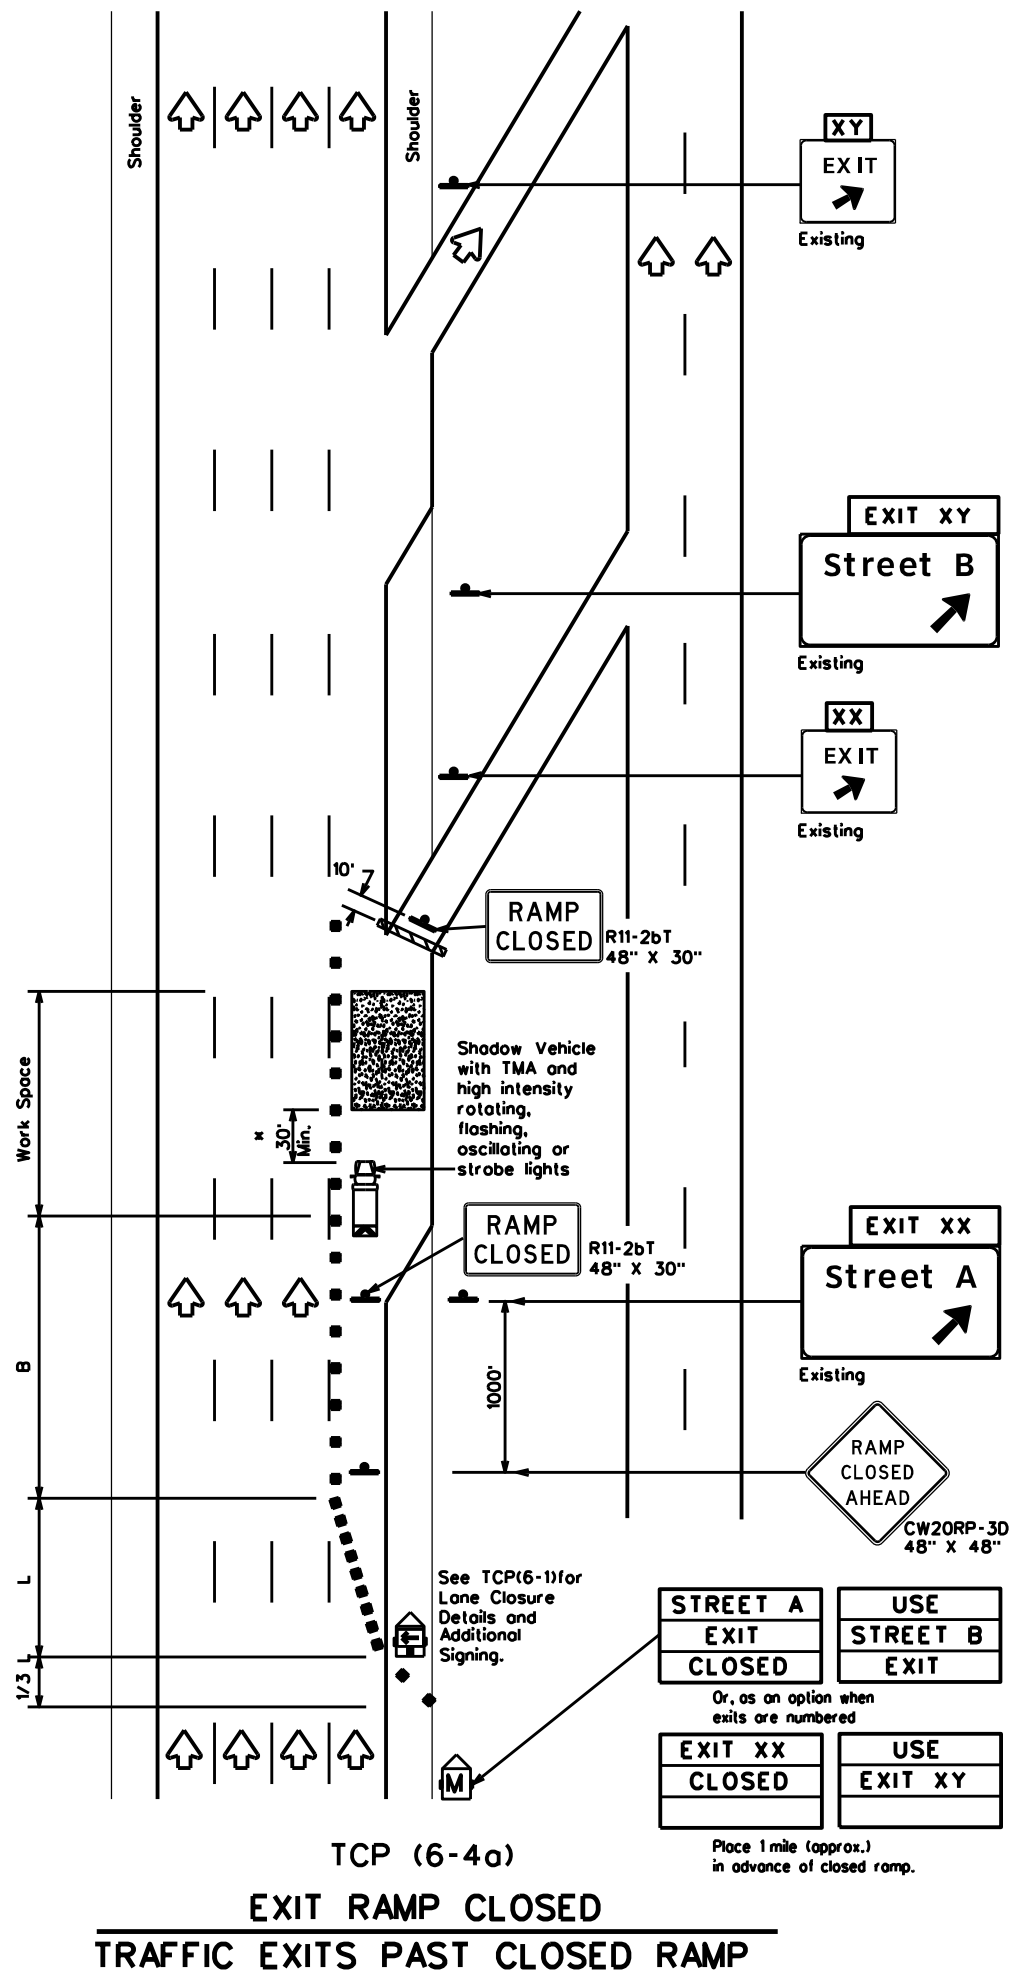 Shoulder
Shoulder
XY
EXIT
Existing
EXIT XY
Street B
Existing
XX
EXIT
Existing
10'
RAMP
CLOSED
R11-2bT
48" X 30"
Work Space
Shadow Vehicle
with TMA and
high intensity
rotating,
flashing,
oscillating or
strobe lights
*
30'
Min.
RAMP
CLOSED
R11-2bT
48" X 30"
EXIT XX
Street A
Existing
B
1000'
RAMP
CLOSED
AHEAD
CW20RP-3D
48" X 48"
L
See TCP(6-1)for
Lane Closure
Details and
Additional
Signing.
1/3 L
STREET A
EXIT
CLOSED
USE
STREET B
EXIT
Or, as an option when
exits are numbered
EXIT XX
CLOSED
USE
EXIT XY
M
Place 1 mile (approx.)
in advance of closed ramp.
TCP (6-4a)
EXIT RAMP CLOSED
TRAFFIC EXITS PAST CLOSED RAMP